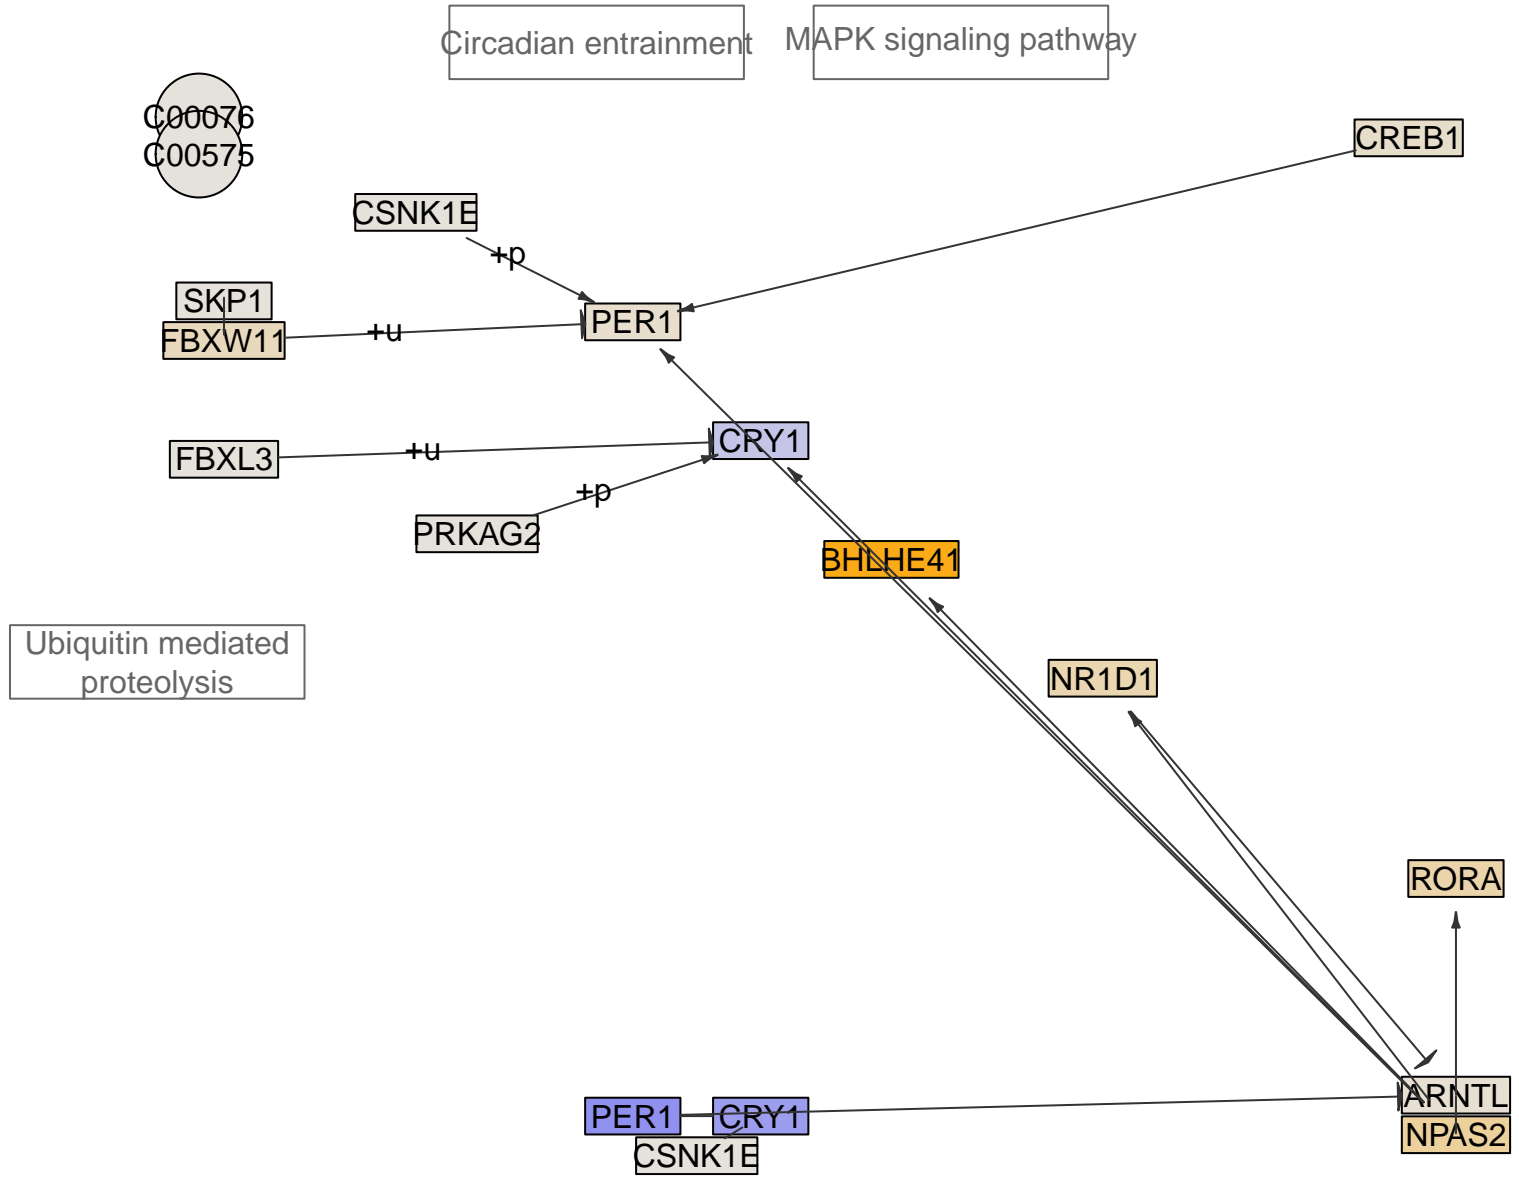 Circadian entrainment
MAPK signaling pathway
C00076
CREB1
C00575
CSNK1E
+p
SKP1
PER1
FBXW11
+u
CRY1
FBXL3
+u
+p
PRKAG2
BHLHE41
Ubiquitin mediated
proteolysis
NR1D1
RORA
ARNTL
PER1
CRY1
NPAS2
CSNK1E